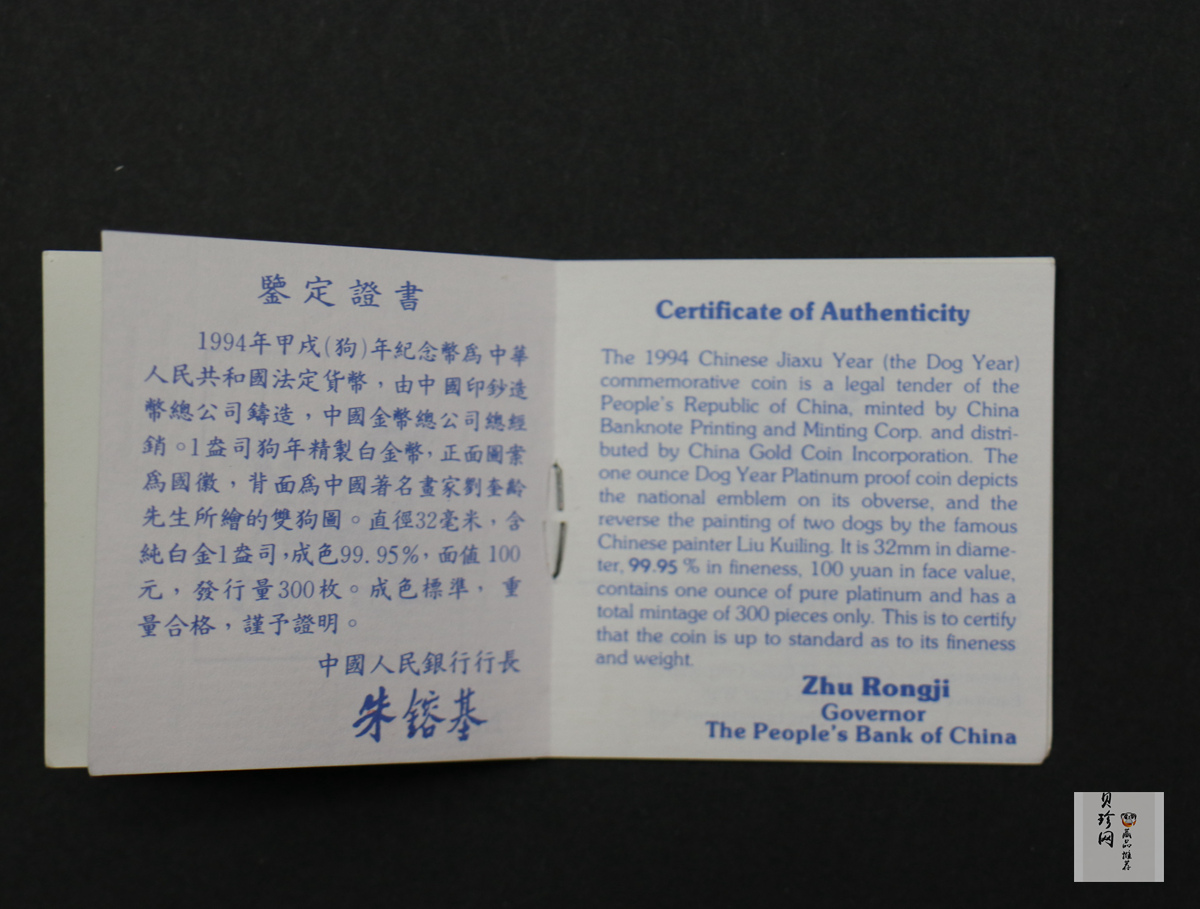 鑒定證書
1994年甲戌(狗)年紀念幣爲中華
人民共和國法定貨幣，由中國印鈔造
幣總公司鑄造，中國金幣總公司總經
銷。1盎司狗年精製白金幣，正面圖案
爲國徽，背面爲中國著名畫家劉奎齡
先生所繪的雙狗圖。直徑32毫米，含
純白金1盎司，成色99.95%，面值100
元，發行量300枚。成色標準，重
量合格，謹予證明。
中國人民銀行行長
朱鎔基
Certificate of Authenticity
The 1994 Chinese Jiaxu Year (the Dog Year)
commemorative coin is a legal tender of the
People's Republic of China, minted by China
Banknote Printing and Minting Corp. and distri-
buted by China Gold Coin Incorporation. The
one ounce Dog Year Platinum proof coin depicts
the national emblem on its obverse, and the
reverse the painting of two dogs by the famous
Chinese painter Liu Kuiling. It is 32mm in diame-
ter, 99.95 % in fineness, 100 yuan in face value,
contains one ounce of pure platinum and has a
total mintage of 300 pieces only. This is to certify
that the coin is up to standard as to its fineness
and weight.
Zhu Rongji
Governor
The People's Bank of China
贝珍网
藏品推荐